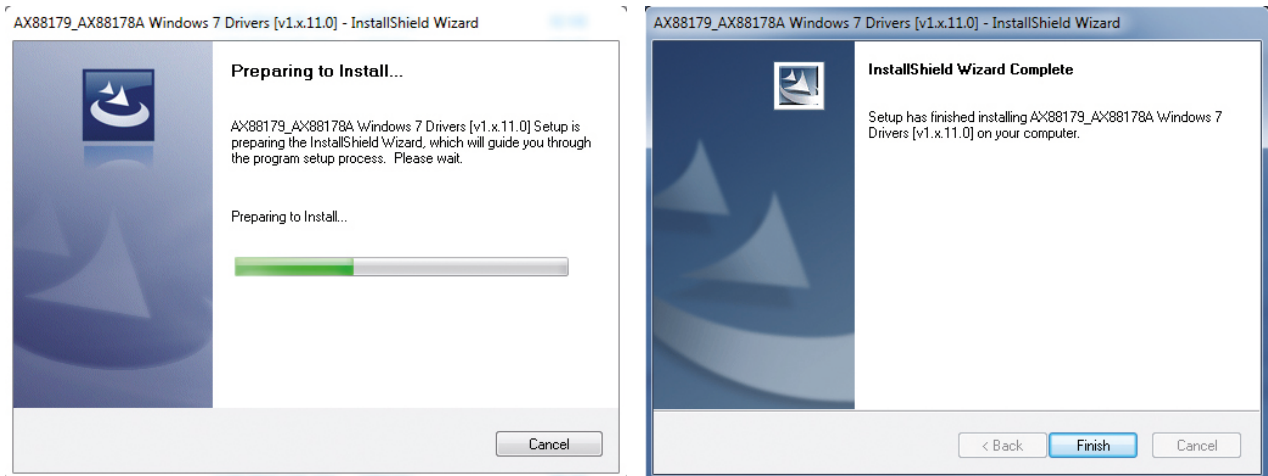 AX88179_AX88178A Windows 7 Drivers [v1.x.11.0] - InstallShield Wizard
Preparing to Install...
AX88179_AX88178A Windows 7 Drivers [v1.x.11.0] Setup is
preparing the InstallShield Wizard, which will guide you through
the program setup process. Please wait.
Preparing to Install...
Cancel
AX88179_AX88178A Windows 7 Drivers [v1.x.11.0] - InstallShield Wizard
InstallShield Wizard Complete
Setup has finished installing AX88179_AX88178A Windows 7
Drivers [v1.x.11.0] on your computer.
< Back
Finish
Cancel